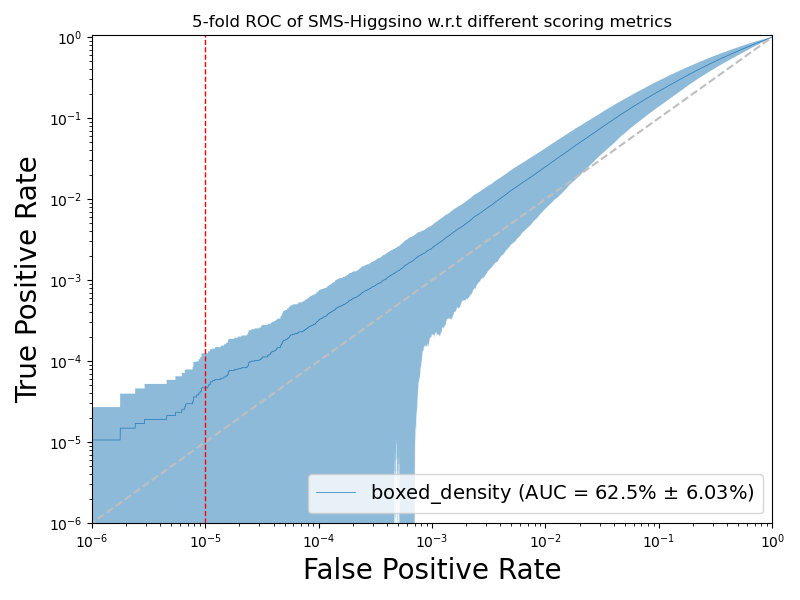 5-fold ROC of SMS-Higgsino w.r.t different scoring metrics
True Positive Rate
10⁰
10⁻¹
10⁻²
10⁻³
10⁻⁴
10⁻⁵
10⁻⁶
boxed_density (AUC = 62.5% ± 6.03%)
10⁻⁶ 10⁻⁵ 10⁻⁴ 10⁻³ 10⁻² 10⁻¹ 10⁰
False Positive Rate